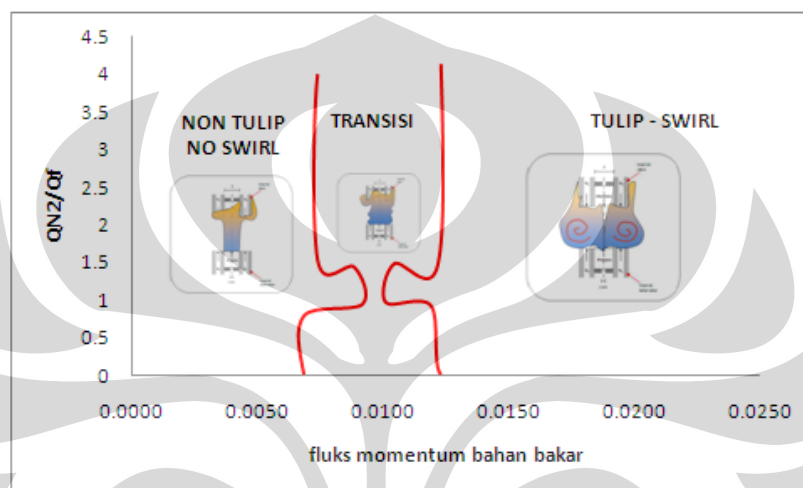 4.5
4
3.5
3
2.5
2
1.5
1
0.5
0
QN2/Qf
NON TULIP
NO SWIRL
TRANSISI
TULIP - SWIRL
0.0000
0.0050
0.0100
0.0150
0.0200
0.0250
fluks momentum bahan bakar